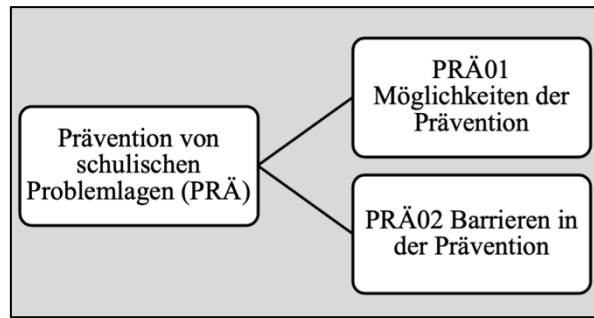 Prävention von
schulischen
Problemlagen (PRÄ)
PRÄ01
Möglichkeiten der
Prävention
PRÄ02 Barrieren in
der Prävention